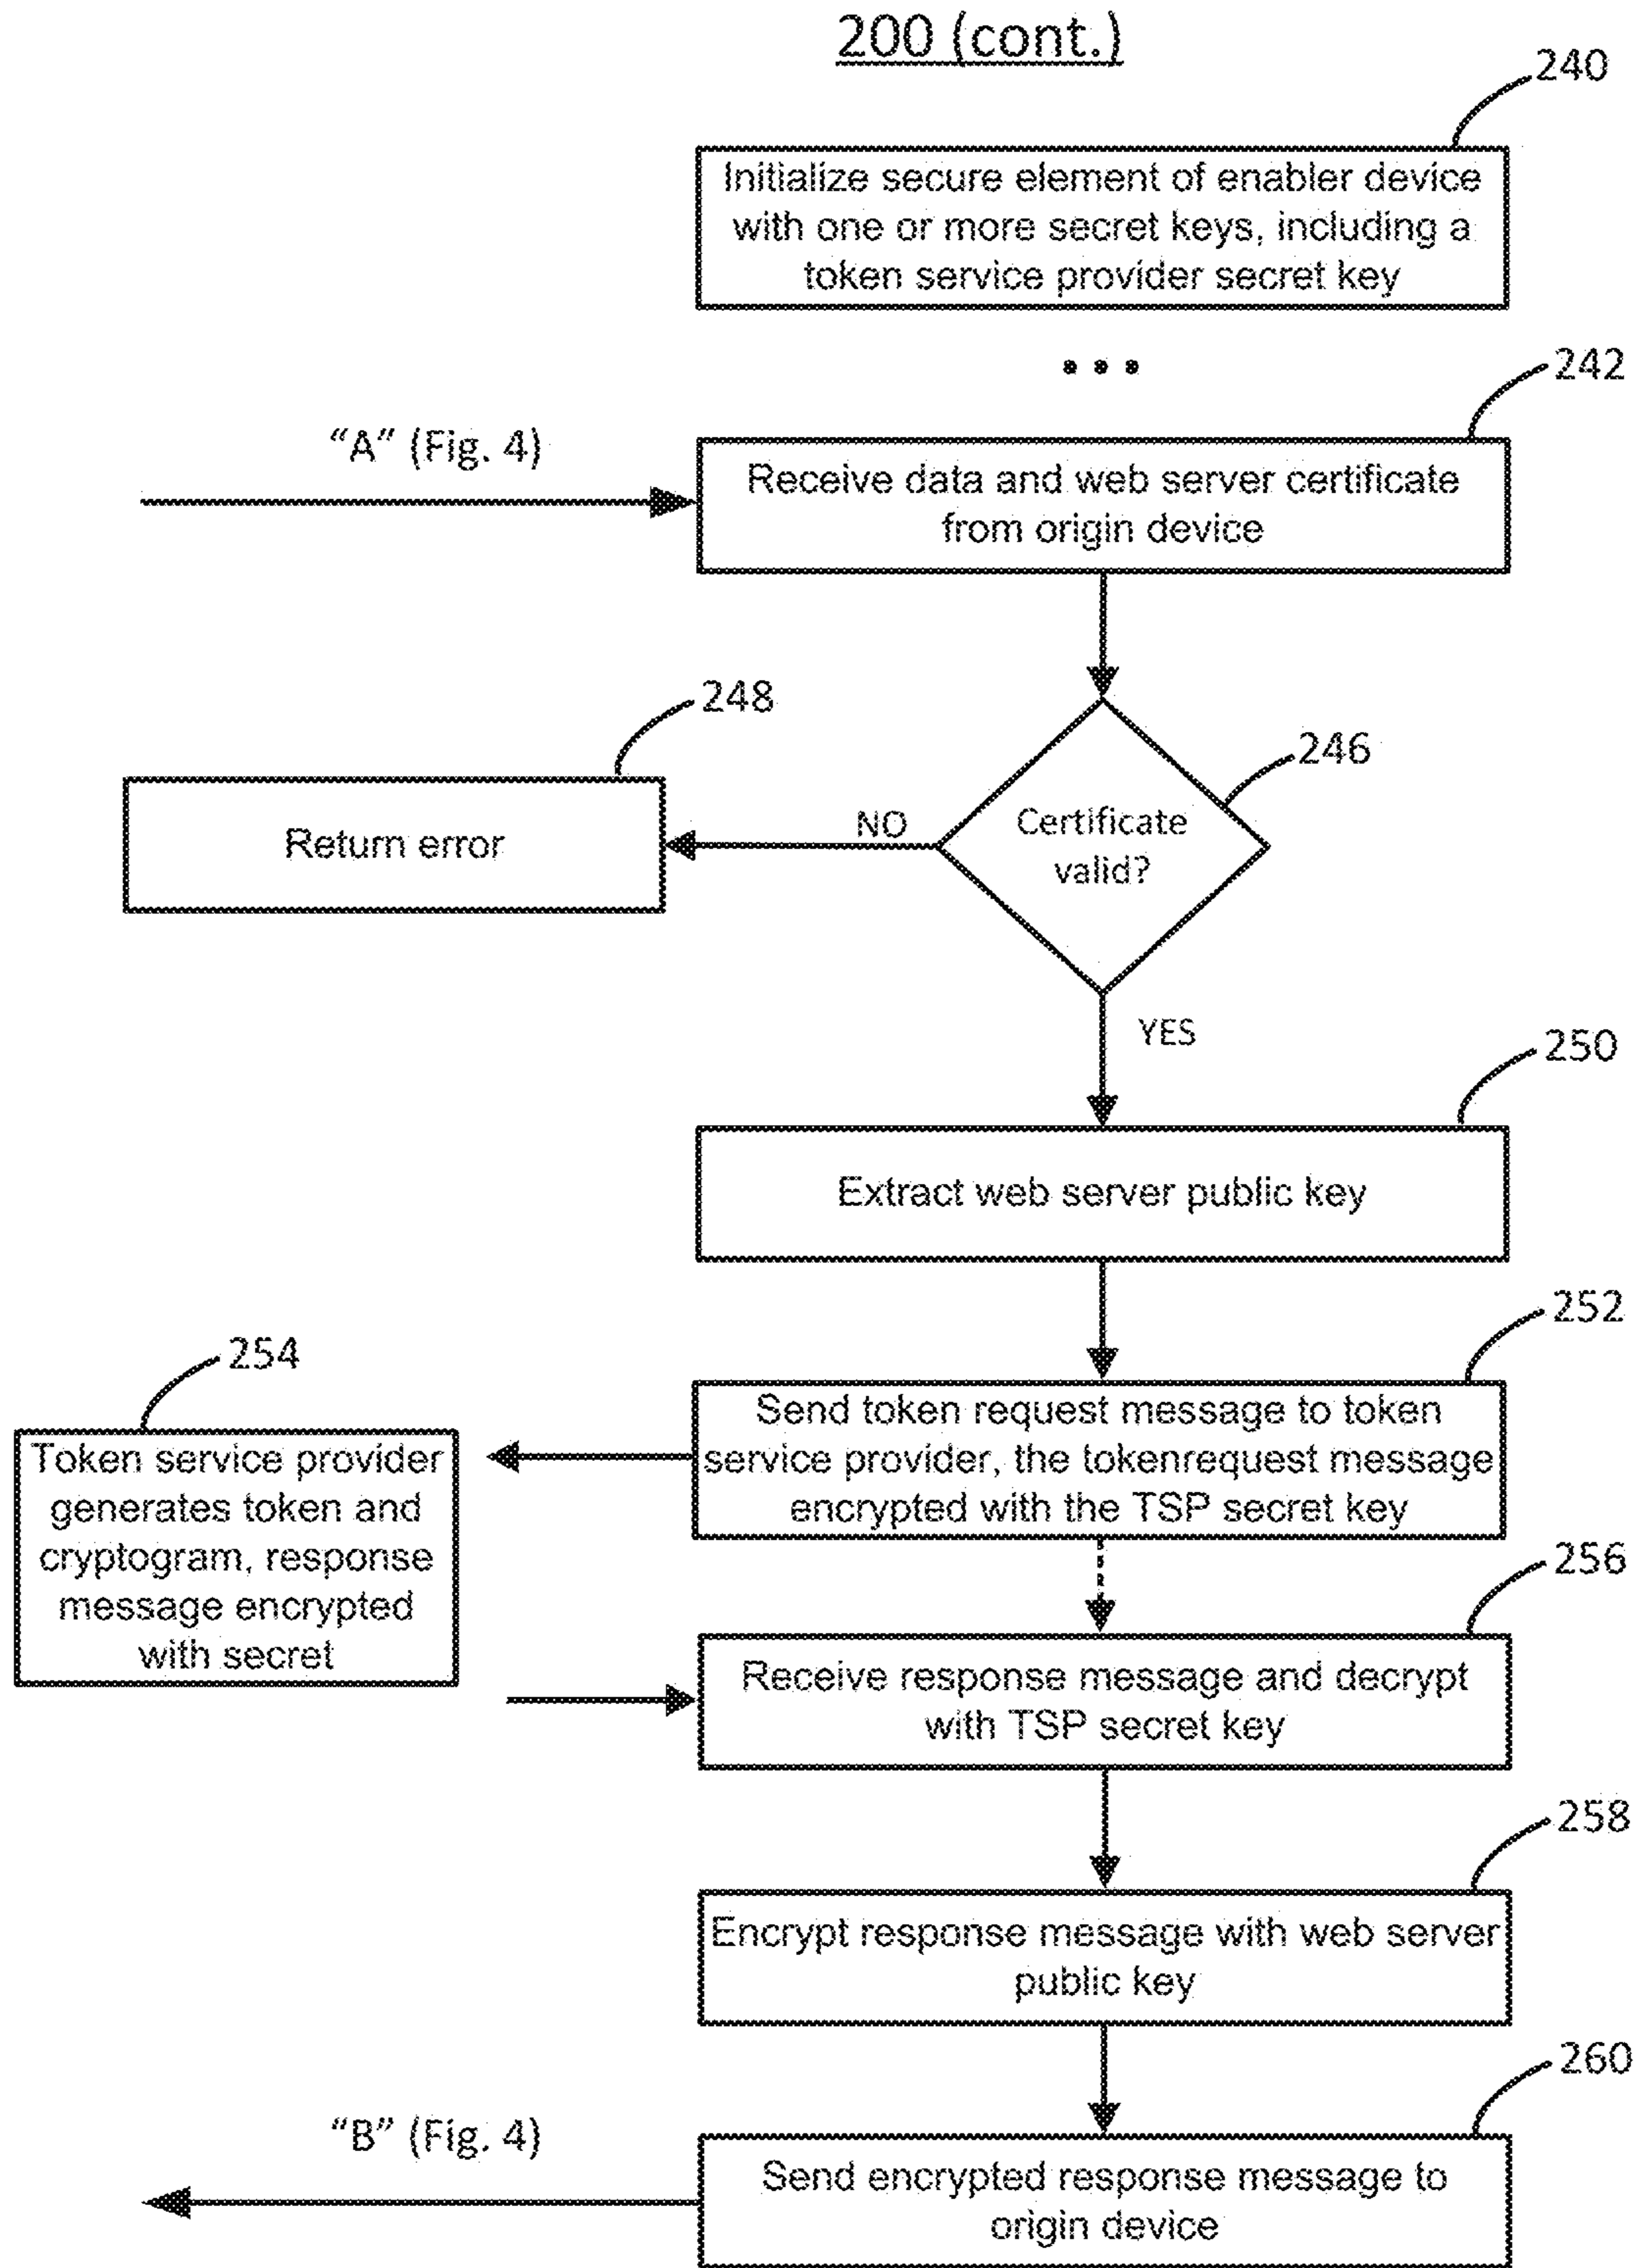 200 (cont.)
240
Initialize secure element of enabler device
with one or more secret keys, including a
token service provider secret key
...
242
“A” (Fig. 4)
Receive data and web server certificate
from origin device
248
246
Return error
NO
Certificate
valid?
YES
250
Extract web server public key
252
254
Send token request message to token
service provider, the tokenrequest message
encrypted with the TSP secret key
Token service provider
generates token and
cryptogram, response
message encrypted
with secret
256
Receive response message and decrypt
with TSP secret key
258
Encrypt response message with web server
public key
260
“B” (Fig. 4)
Send encrypted response message to
origin device